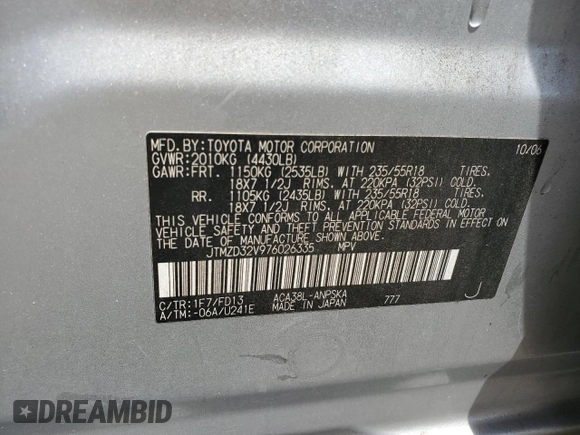 MFD.BY:TOYOTA MOTOR CORPORATION 10/06
GVWR:2010KG (4430LB)
GAWR:FRT. 1150KG (2535LB) WITH 235/55R18 TIRES.
18X7 1/2J RIMS. AT 220KPA (32PSI) COLD.
RR. 1105KG (2435LB) WITH 235/55R18 TIRES.
18X7 1/2J RIMS. AT 220KPA (32PSI) COLD.
THIS VEHICLE CONFORMS TO ALL APPLICABLE FEDERAL MOTOR
VEHICLE SAFETY AND THEFT PREVENTION STANDARDS IN EFFECT ON
THE DATE OF MANUFACTURE SHOWN ABOVE.
JTMZD32V976026335 MPV
C/TR:1F7/FD13 ACA38L-ANPSKA 777 J
A/TM:-06A/U241E MADE IN JAPAN
DREAMBID